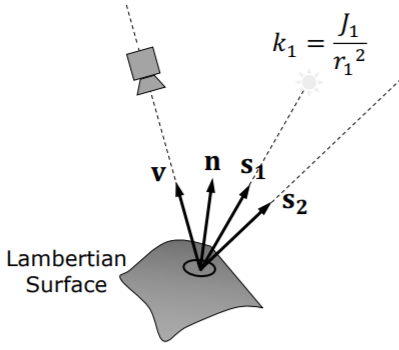 k₁ = J₁ / r₁²
v n s₁
s₂
Lambertian
Surface